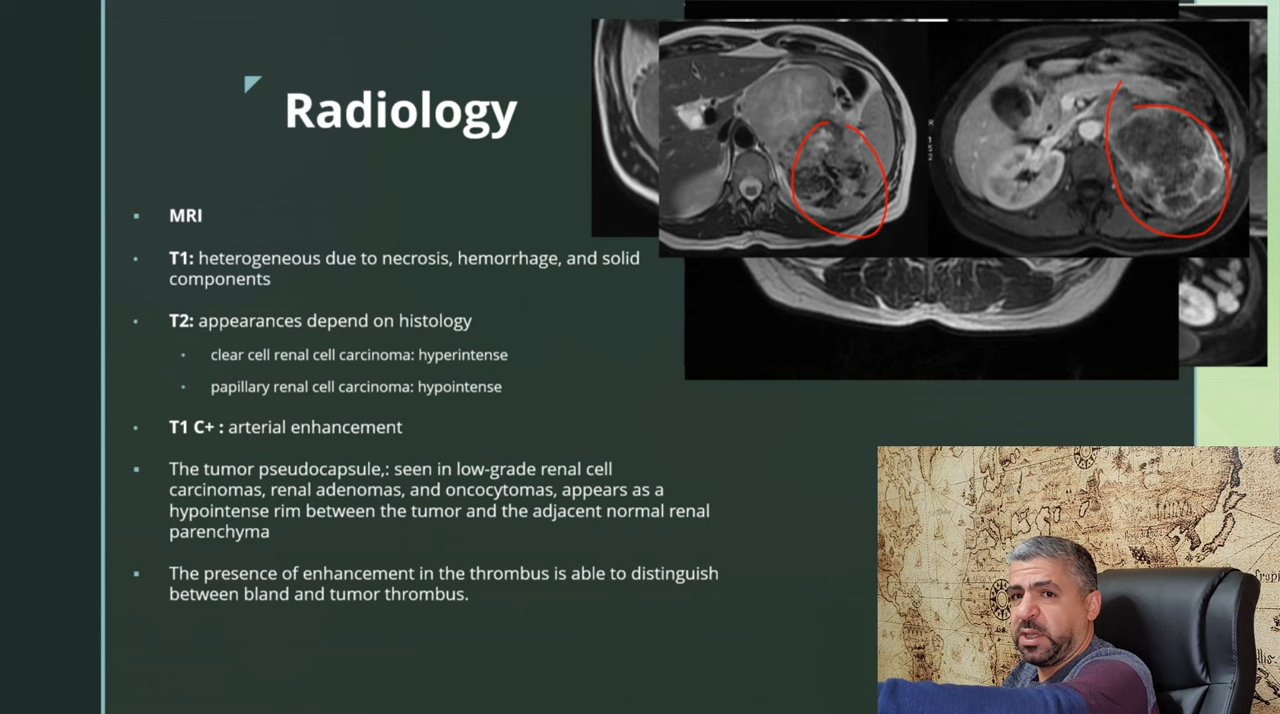 Radiology
MRI
T1: heterogeneous due to necrosis, hemorrhage, and solid
components
T2: appearances depend on histology
clear cell renal cell carcinoma: hyperintense
papillary renal cell carcinoma: hypointense
T1 C+ : arterial enhancement
The tumor pseudocapsule,: seen in low-grade renal cell
carcinomas, renal adenomas, and oncocytomas, appears as a
hypointense rim between the tumor and the adjacent normal renal
parenchyma
The presence of enhancement in the thrombus is able to distinguish
between bland and tumor thrombus.